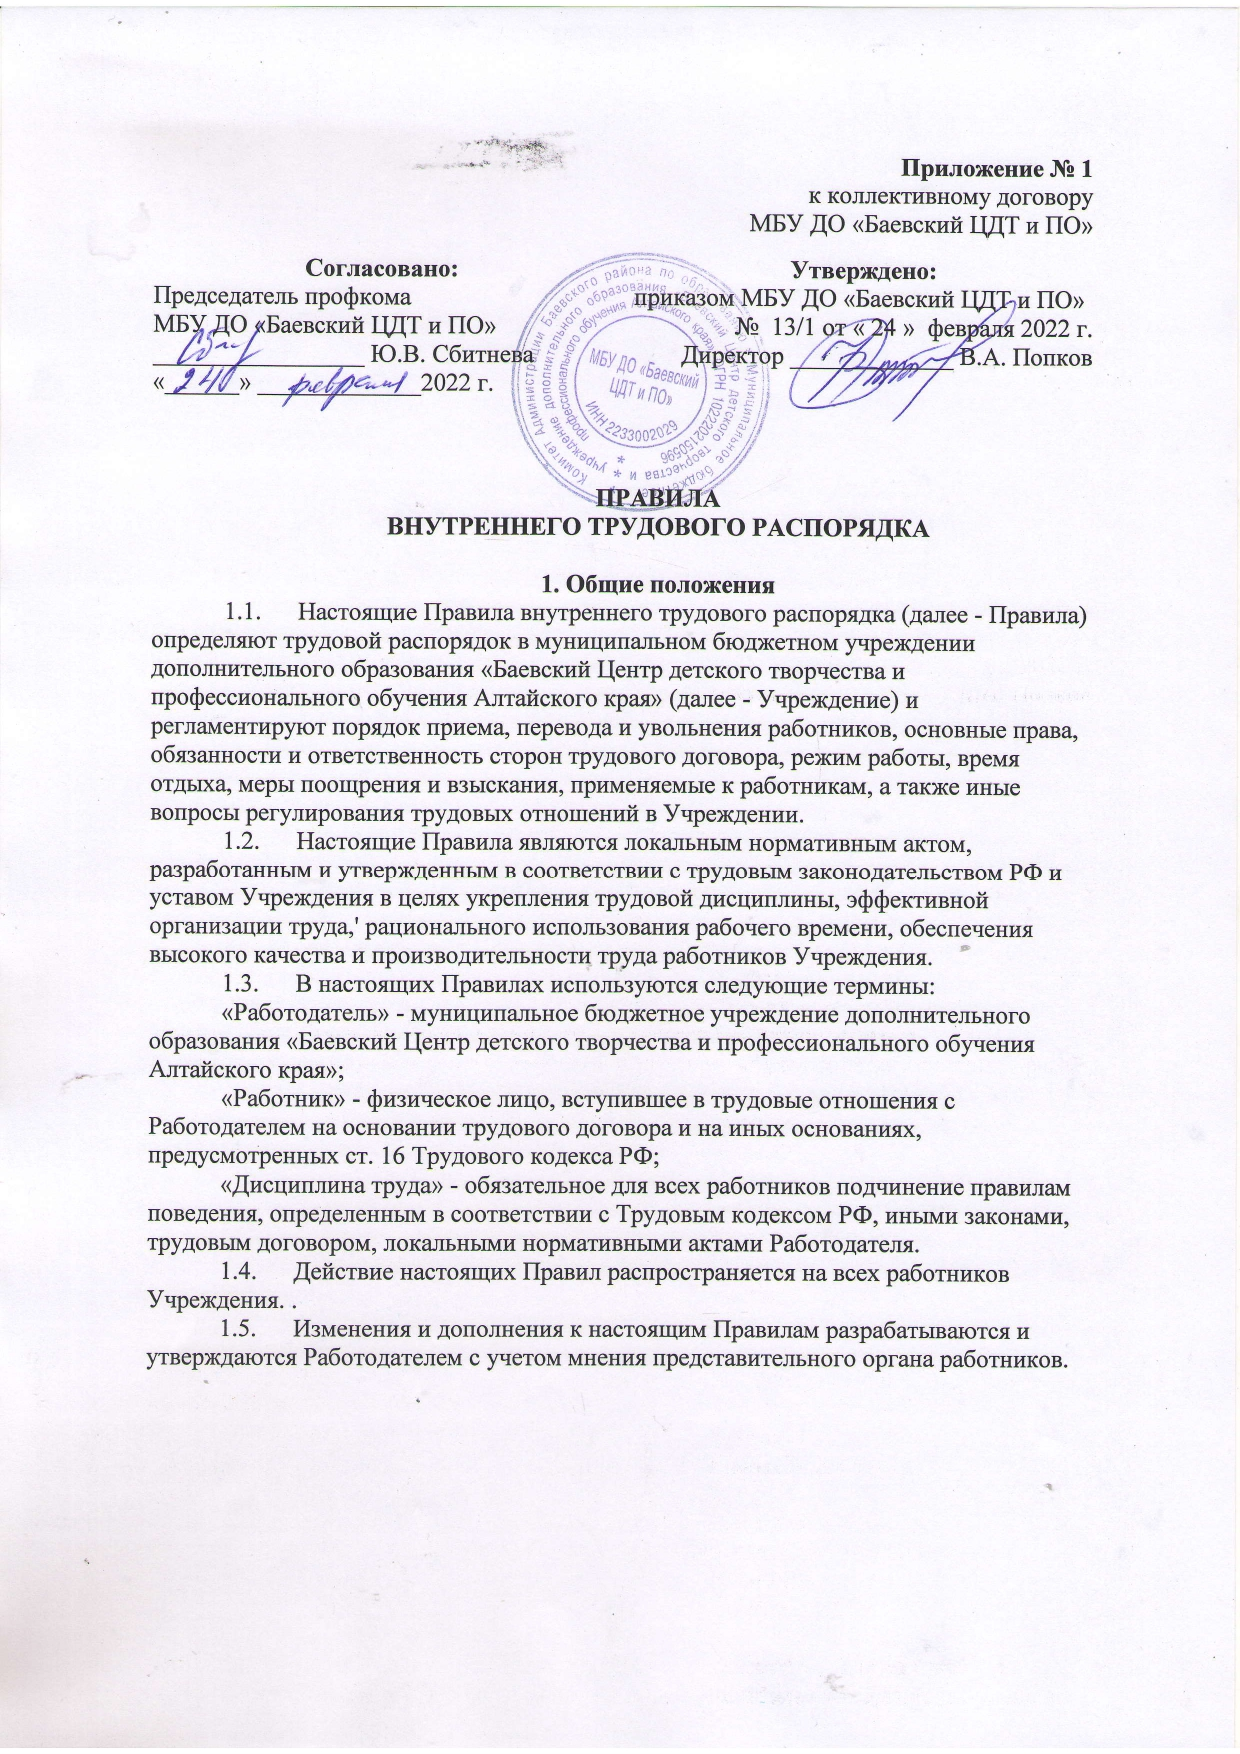 Приложение № 1
к коллективному договору
МБУ ДО «Баевский ЦДТ и ПО»
Согласовано:
Председатель профкома
МБУ ДО «Баевский ЦДТ и ПО»
Ю.В. Сбитнева
« 24 » февраля 2022 г.
Утверждено:
приказом МБУ ДО «Баевский ЦДТ и ПО»
№ 13/1 от « 24 » февраля 2022 г.
Директор В.А. Попков
МБУ ДО «Баевский
ЦДТ и ПО»
ИНН 2233002029
ПРАВИЛА
ВНУТРЕННЕГО ТРУДОВОГО РАСПОРЯДКА
1. Общие положения
1.1. Настоящие Правила внутреннего трудового распорядка (далее - Правила)
определяют трудовой распорядок в муниципальном бюджетном учреждении
дополнительного образования «Баевский Центр детского творчества и
профессионального обучения Алтайского края» (далее - Учреждение) и
регламентируют порядок приема, перевода и увольнения работников, основные права,
обязанности и ответственность сторон трудового договора, режим работы, время
отдыха, меры поощрения и взыскания, применяемые к работникам, а также иные
вопросы регулирования трудовых отношений в Учреждении.
1.2. Настоящие Правила являются локальным нормативным актом,
разработанным и утвержденным в соответствии с трудовым законодательством РФ и
уставом Учреждения в целях укрепления трудовой дисциплины, эффективной
организации труда,' рационального использования рабочего времени, обеспечения
высокого качества и производительности труда работников Учреждения.
1.3. В настоящих Правилах используются следующие термины:
«Работодатель» - муниципальное бюджетное учреждение дополнительного
образования «Баевский Центр детского творчества и профессионального обучения
Алтайского края»;
«Работник» - физическое лицо, вступившее в трудовые отношения с
Работодателем на основании трудового договора и на иных основаниях,
предусмотренных ст. 16 Трудового кодекса РФ;
«Дисциплина труда» - обязательное для всех работников подчинение правилам
поведения, определенным в соответствии с Трудовым кодексом РФ, иными законами,
трудовым договором, локальными нормативными актами Работодателя.
1.4. Действие настоящих Правил распространяется на всех работников
Учреждения. .
1.5. Изменения и дополнения к настоящим Правилам разрабатываются и
утверждаются Работодателем с учетом мнения представительного органа работников.